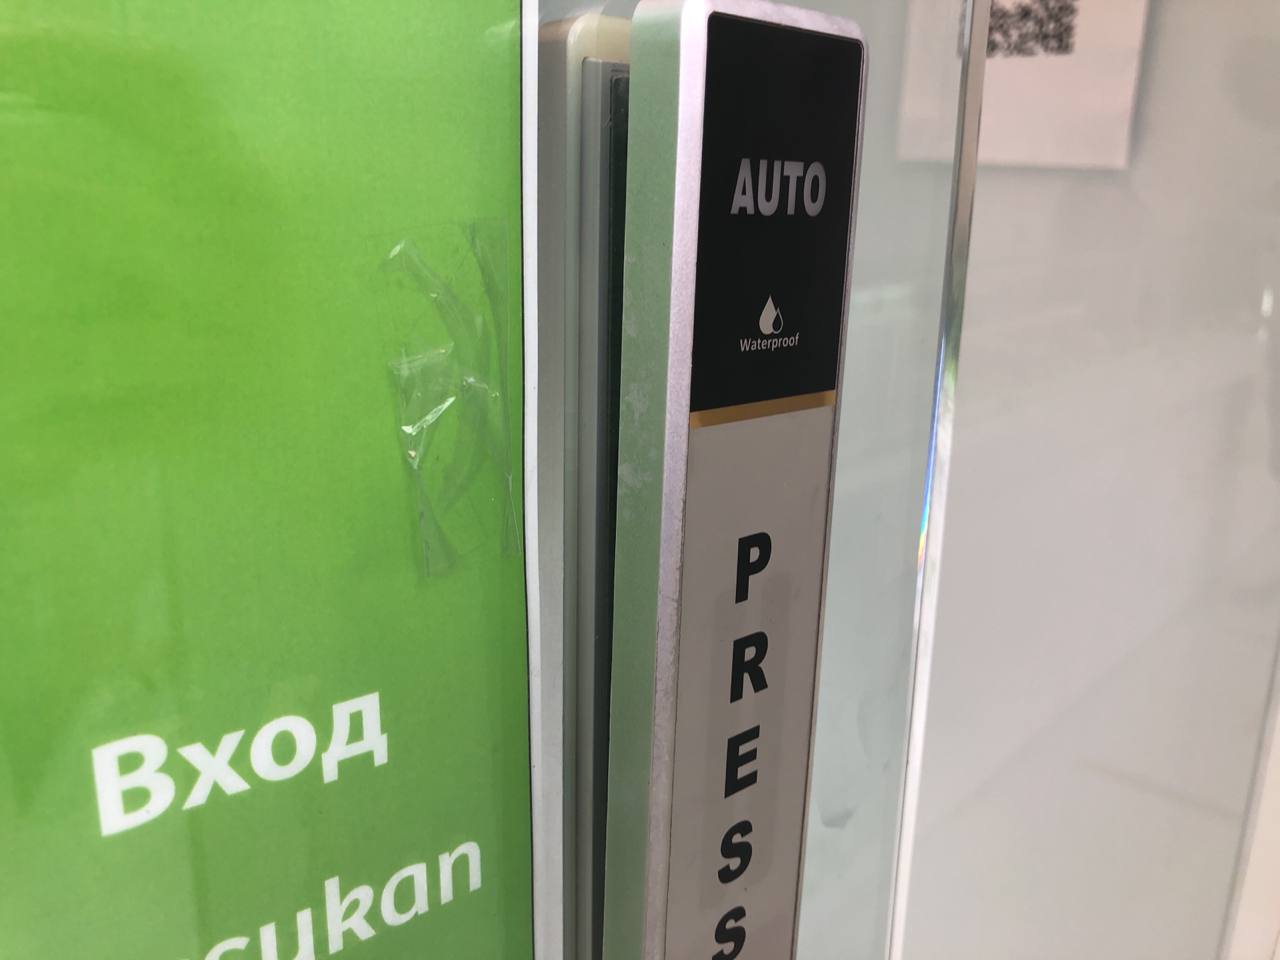 AUTO
Waterproof
PRESS
Вход